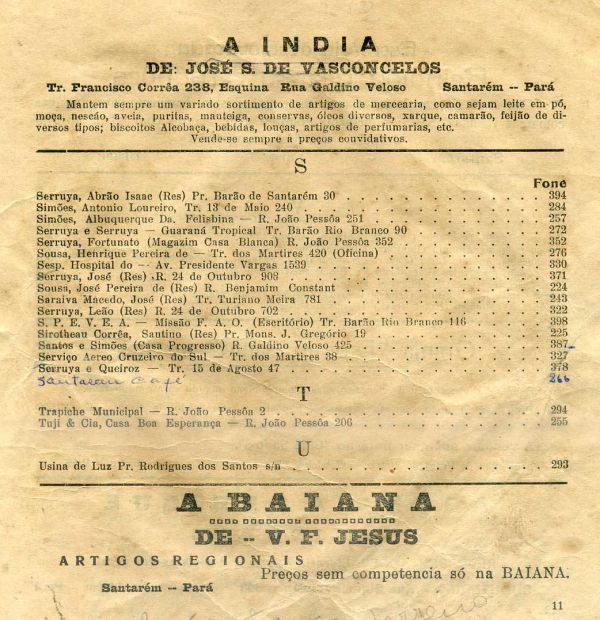 A INDIA
DE: JOSÉ S. DE VASCONCELOS
Tr. Francisco Corrêa 238, Esquina Rua Galdino Veloso Santarém -- Pará
Mantem sempre um variado sortimento de artigos de mercearia, como sejam leite em pó,
moça, nescáo, aveia, puritas, manteiga, conservas, óleos diversos, xarque, camarão, feijão de di-
versos tipos; biscoitos Alcobaça, bebidas, louças, artigos de perfumarias, etc.
Vende-se sempre a preços convidativos.
S
Fone
Serruya, Abrão Isaac (Res) Pr. Barão de Santarém 30 . . . 394
Simões, Antonio Loureiro, Tr. 13 de Maio 240 . . . 284
Simões, Albuquerque Da. Felisbina — R. João Pessôa 251 . . . 257
Serruya e Serruya — Guaraná Tropical Tr. Barão Rio Branco 90 . . . 272
Serruya, Fortunato (Magazim Casa Blanca) R. João Pessôa 352 . . . 352
Sousa, Henrique Pereira de — Tr. dos Martires 420 (Oficina) . . . 276
Sesp. Hospital do — Av. Presidente Vargas 1539 . . . 330
Serruya, José (Res) R. 24 de Outubro 908 . . . 371
Sousa, José Pereira de (Res) R. Benjamim Constant . . . 224
Saraiva Macedo, José (Res) Tr. Turiano Meira 781 . . . 243
Serruya, Leão (Res) R. 24 de Outubro 702 . . . 322
S. P. E. V. E. A. — Missão F. A. O. (Escritório) Tr. Barão Rio Branco 116 . . . 398
Sirotheau Corrêa, Santino (Res) Pr. Mons. J. Gregório 19 . . . 225
Santos e Simões (Casa Progresso) R. Galdino Veloso 425 . . . 387
Serviço Aereo Cruzeiro do Sul — Tr. dos Martires 38 . . . 327
Serruya e Queiroz — Tr. 15 de Agosto 47 . . . 378
Santarem Café 266
T
Trapiche Municipal — R. João Pessôa 2 . . . 294
Tuji & Cia, Casa Boa Esperança — R. João Pessôa 206 . . . 255
U
Usina de Luz Pr. Rodrigues dos Santos s/n . . . 293
A BAIANA
DE -- V. F. JESUS
ARTIGOS REGIONAIS
Preços sem competencia só na BAIANA.
Santarém -- Pará
11